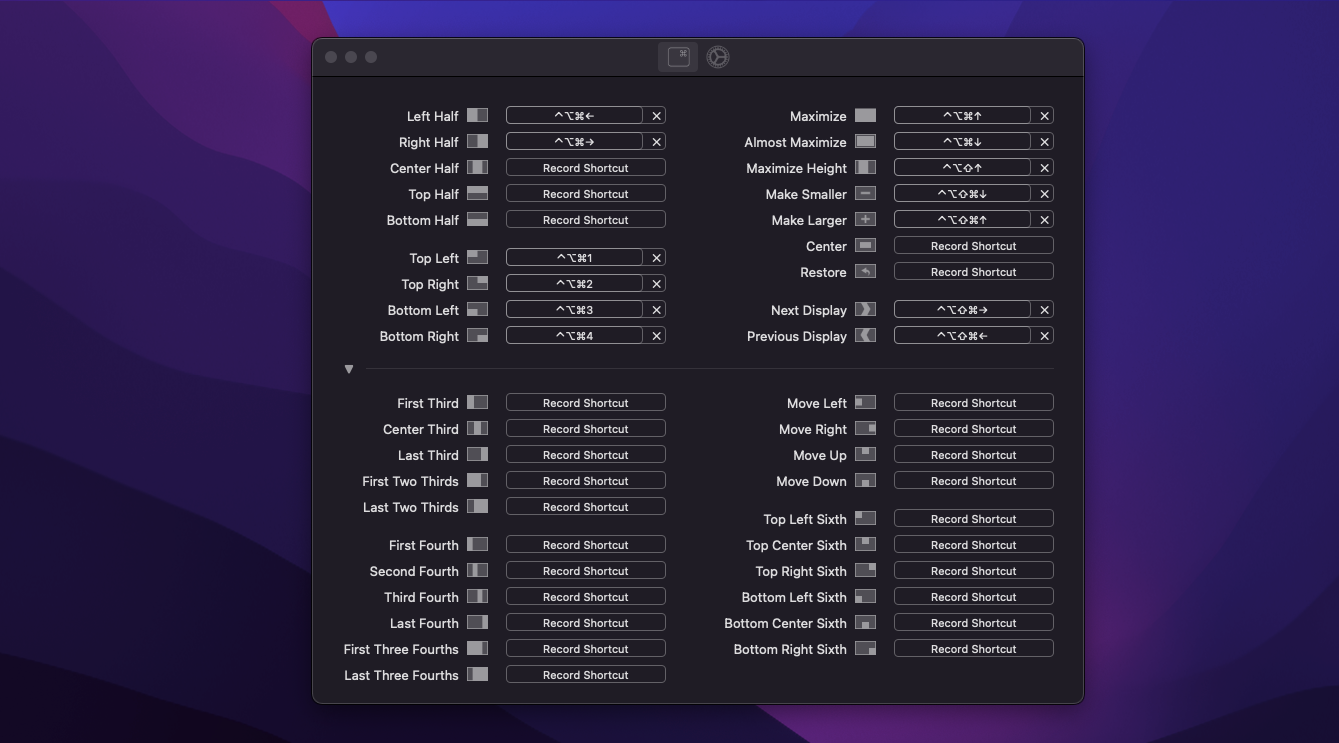 ⌘
Left Half ^⌥⌘← ✕
Right Half ^⌥⌘→ ✕
Center Half Record Shortcut
Top Half Record Shortcut
Bottom Half Record Shortcut
Top Left ^⌥⌘1 ✕
Top Right ^⌥⌘2 ✕
Bottom Left ^⌥⌘3 ✕
Bottom Right ^⌥⌘4 ✕
Maximize ^⌥⌘↑ ✕
Almost Maximize ^⌥⌘↓ ✕
Maximize Height ^⌥⇧↑ ✕
Make Smaller ^⌥⇧⌘↓ ✕
Make Larger ^⌥⇧⌘↑ ✕
Center Record Shortcut
Restore Record Shortcut
Next Display ^⌥⇧⌘→ ✕
Previous Display ^⌥⇧⌘← ✕
First Third Record Shortcut
Center Third Record Shortcut
Last Third Record Shortcut
First Two Thirds Record Shortcut
Last Two Thirds Record Shortcut
First Fourth Record Shortcut
Second Fourth Record Shortcut
Third Fourth Record Shortcut
Last Fourth Record Shortcut
First Three Fourths Record Shortcut
Last Three Fourths Record Shortcut
Move Left Record Shortcut
Move Right Record Shortcut
Move Up Record Shortcut
Move Down Record Shortcut
Top Left Sixth Record Shortcut
Top Center Sixth Record Shortcut
Top Right Sixth Record Shortcut
Bottom Left Sixth Record Shortcut
Bottom Center Sixth Record Shortcut
Bottom Right Sixth Record Shortcut